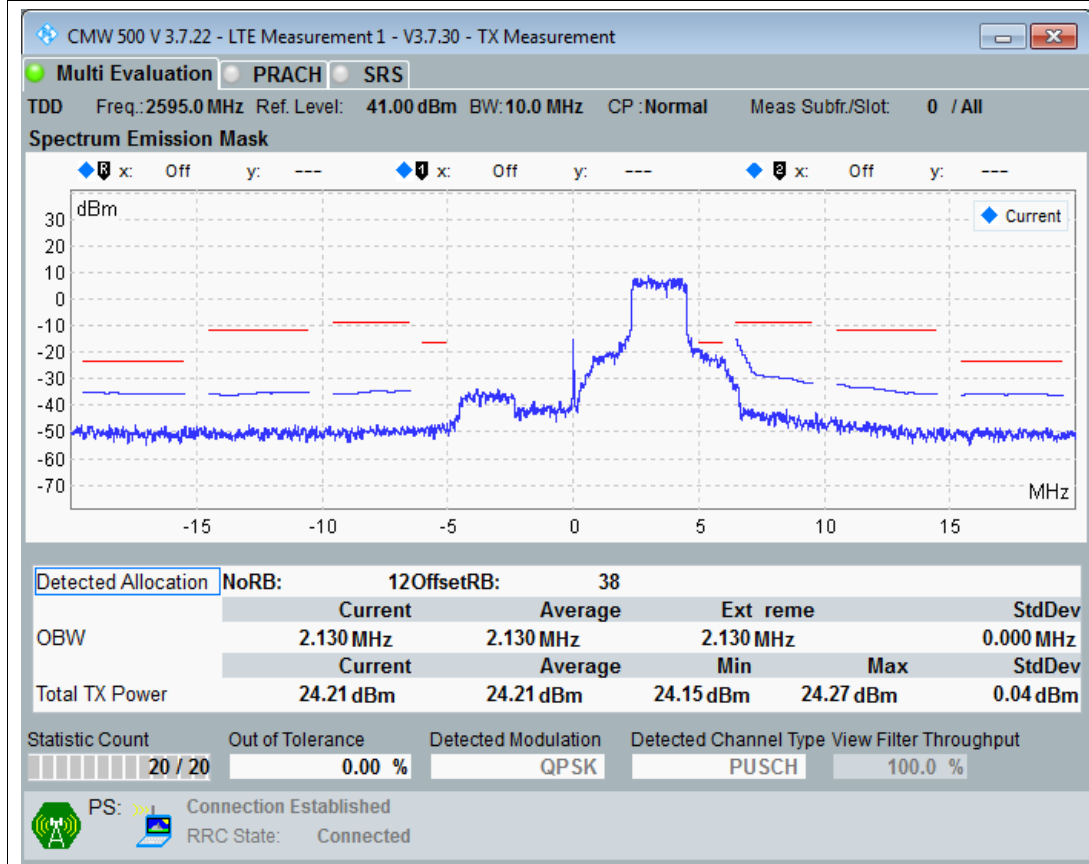 CMW 500 V 3.7.22 - LTE Measurement 1 - V3.7.30 - TX Measurement
Multi Evaluation PRACH SRS
TDD Freq.: 2595.0 MHz Ref. Level: 41.00 dBm BW: 10.0 MHz CP : Normal Meas Subfr./Slot: 0 / All
Spectrum Emission Mask
R x: Off y: --- 1 x: Off y: --- 2 x: Off y: ---
dBm
Current
30
20
10
0
-10
-20
-30
-40
-50
-60
-70
MHz
-15 -10 -5 0 5 10 15
Detected Allocation NoRB: 12 OffsetRB: 38
Current Average Ext reme StdDev
OBW 2.130 MHz 2.130 MHz 2.130 MHz 0.000 MHz
Current Average Min Max StdDev
Total TX Power 24.21 dBm 24.21 dBm 24.15 dBm 24.27 dBm 0.04 dBm
Statistic Count Out of Tolerance Detected Modulation Detected Channel Type View Filter Throughput
20 / 20 0.00 % QPSK PUSCH 100.0 %
PS: Connection Established
RRC State: Connected